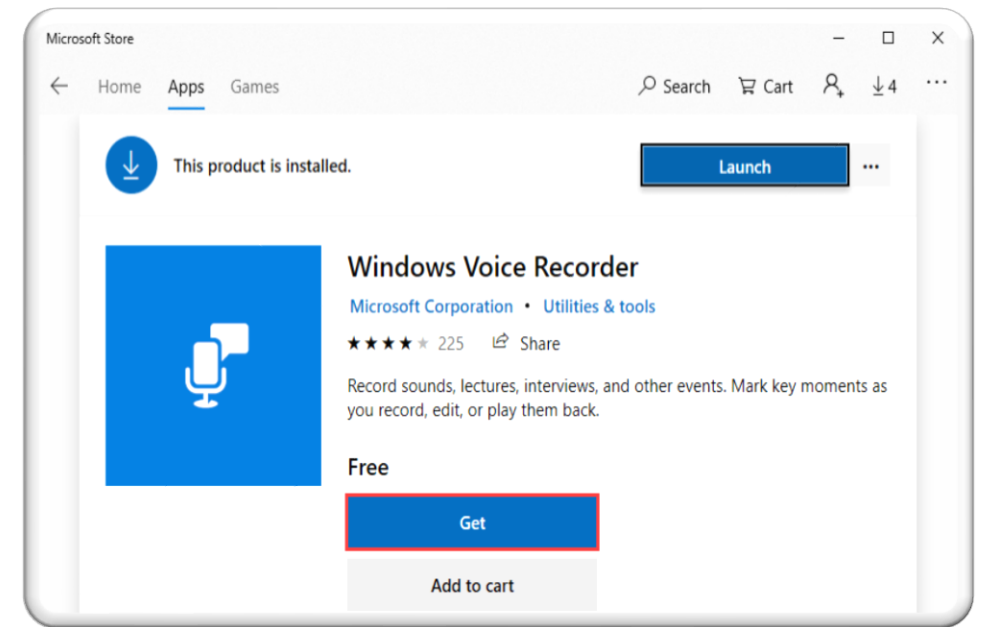 Microsoft Store
Home Apps Games Search Cart 4
This product is installed. Launch
Windows Voice Recorder
Microsoft Corporation • Utilities & tools
225 Share
Record sounds, lectures, interviews, and other events. Mark key moments as
you record, edit, or play them back.
Free
Get
Add to cart